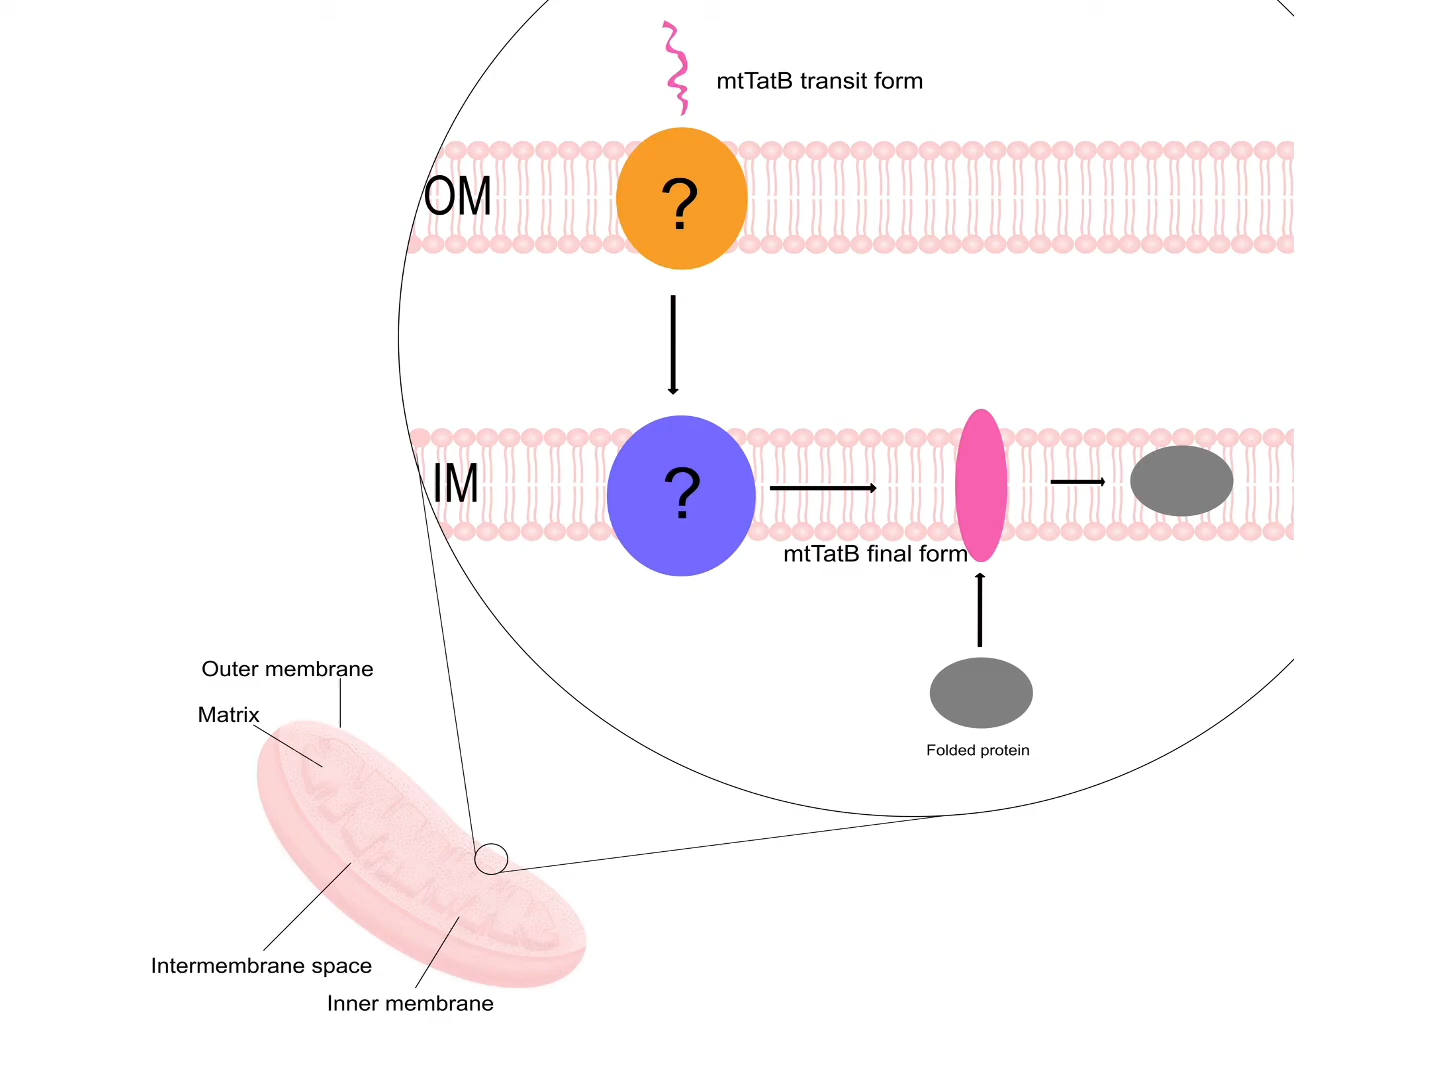 mtTatB transit form
OM
?
IM
?
mtTatB final form
Folded protein
Outer membrane
Matrix
Intermembrane space
Inner membrane